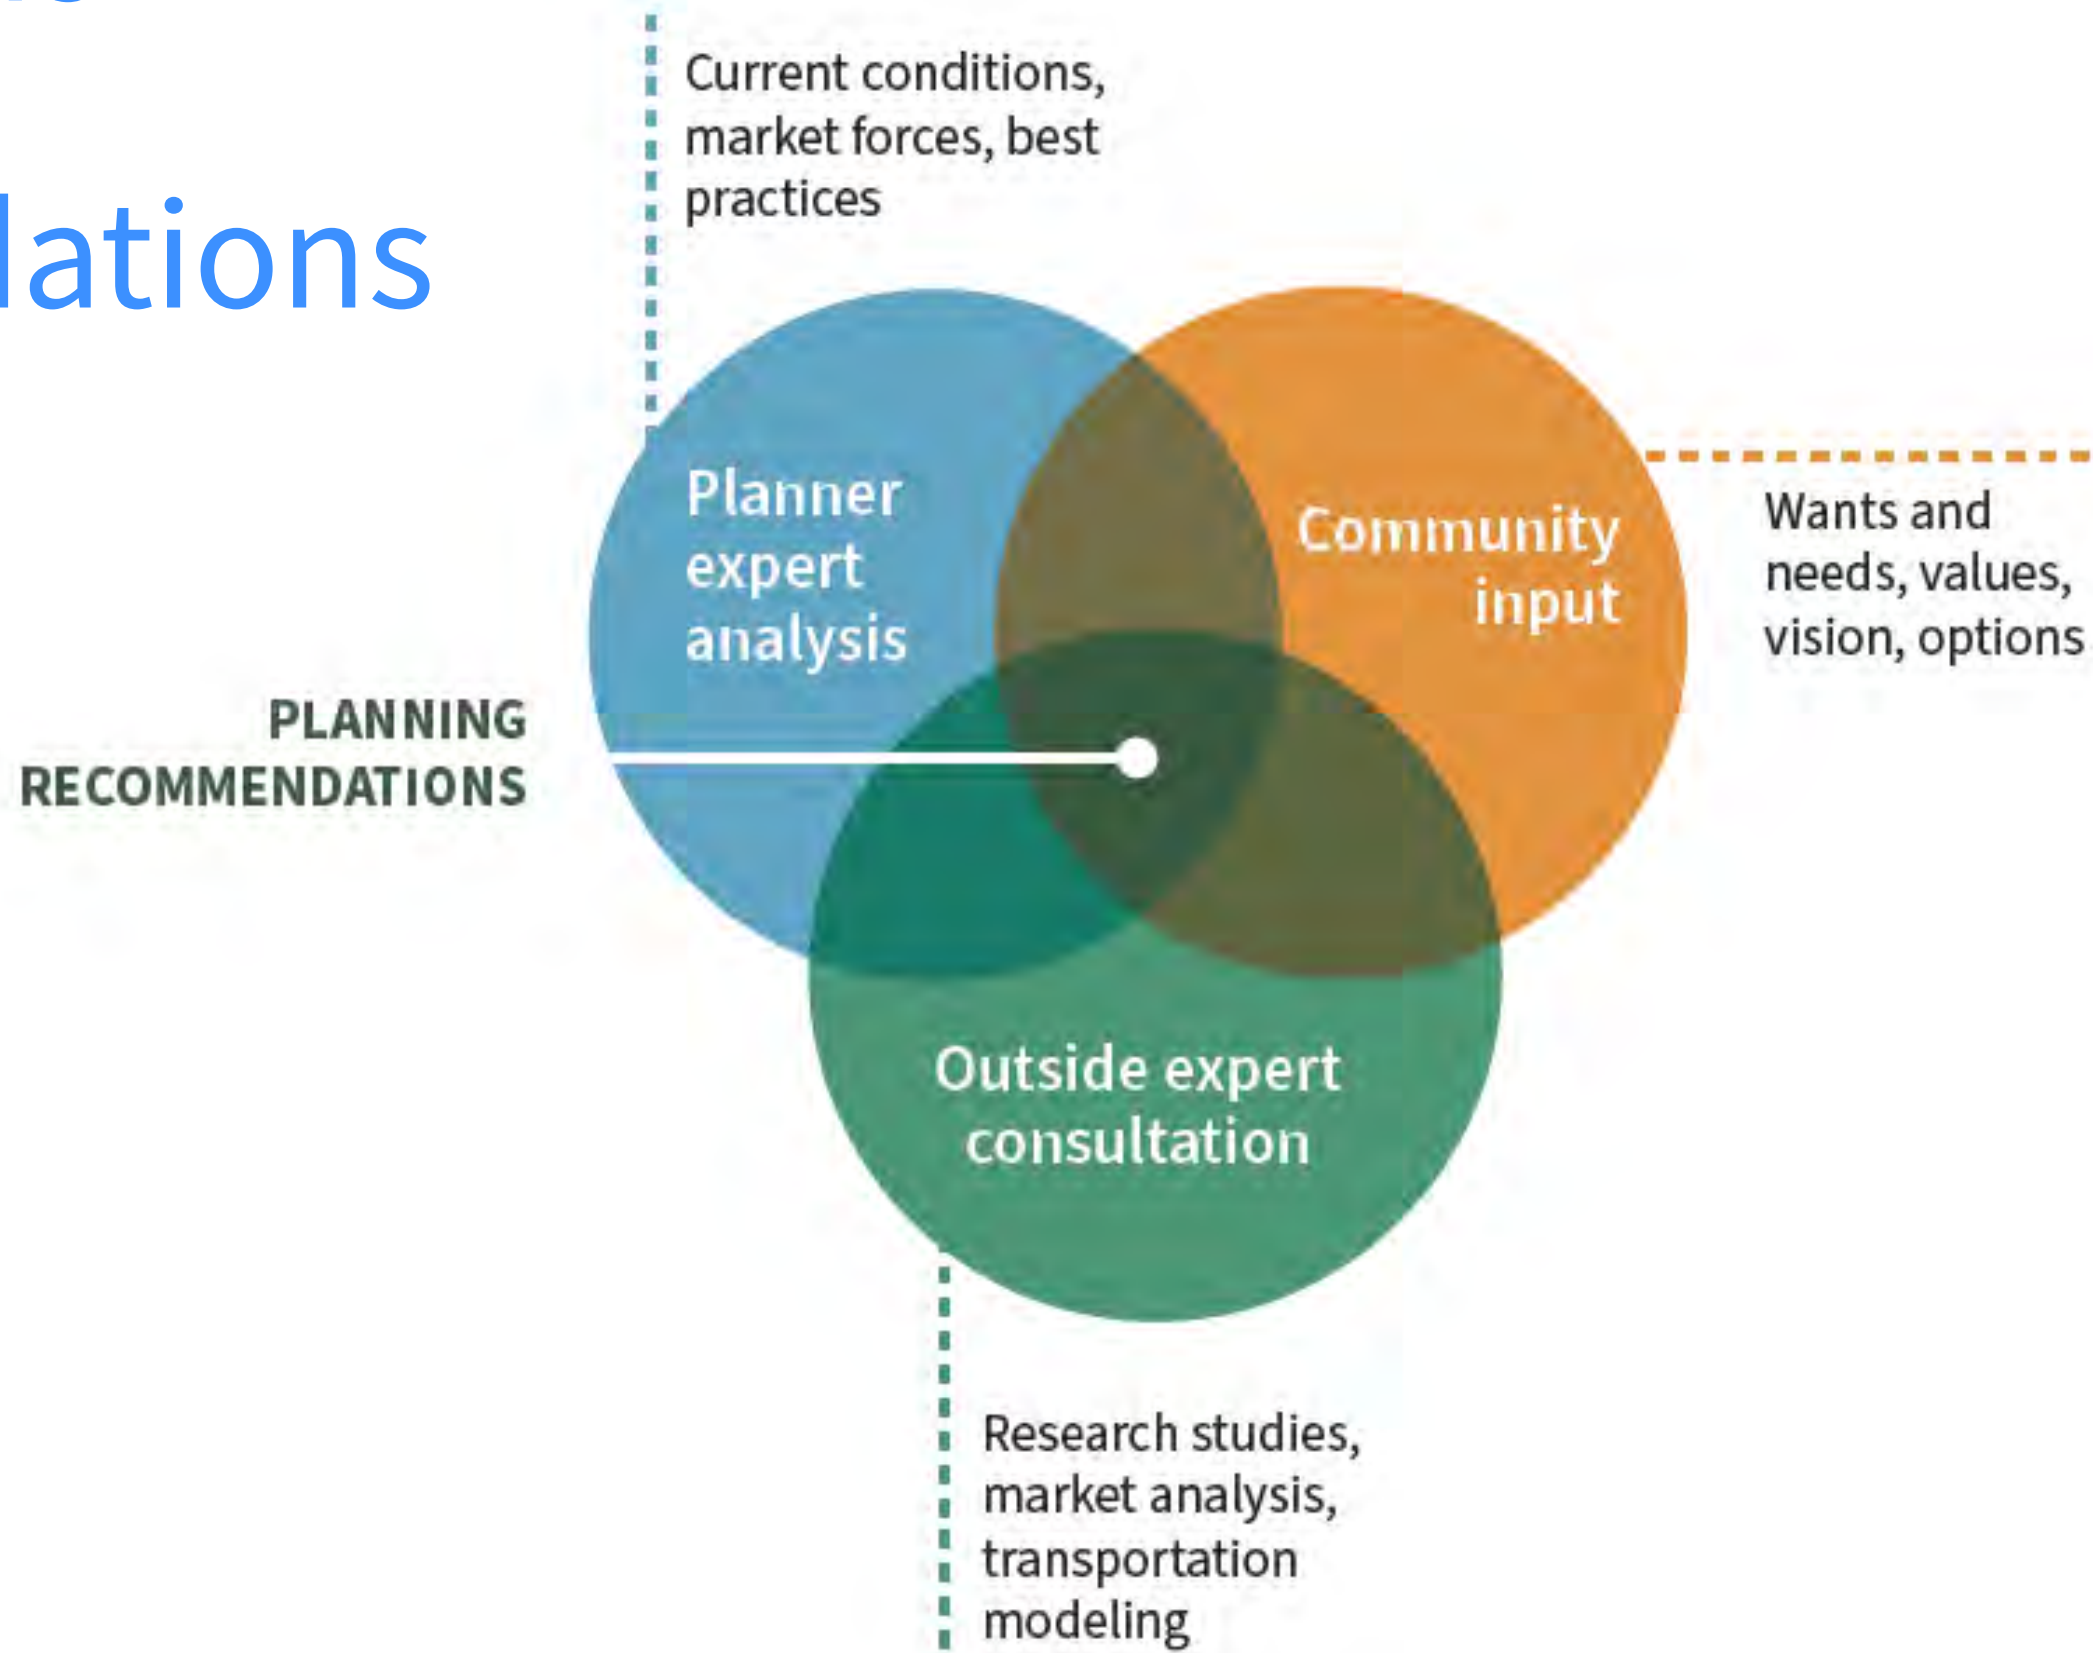 Current conditions,
market forces, best
practices
lations
Planner
expert
analysis
Community
input
Wants and
needs, values,
vision, options
PLANNING
RECOMMENDATIONS
Outside expert
consultation
Research studies,
market analysis,
transportation
modeling